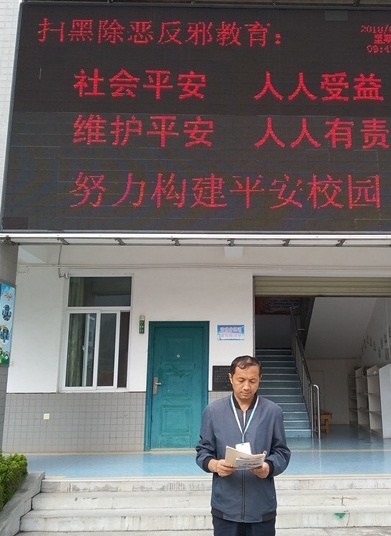 扫黑除恶反邪教育：
社会平安　人人受益
维护平安　人人有责
努力构建平安校园